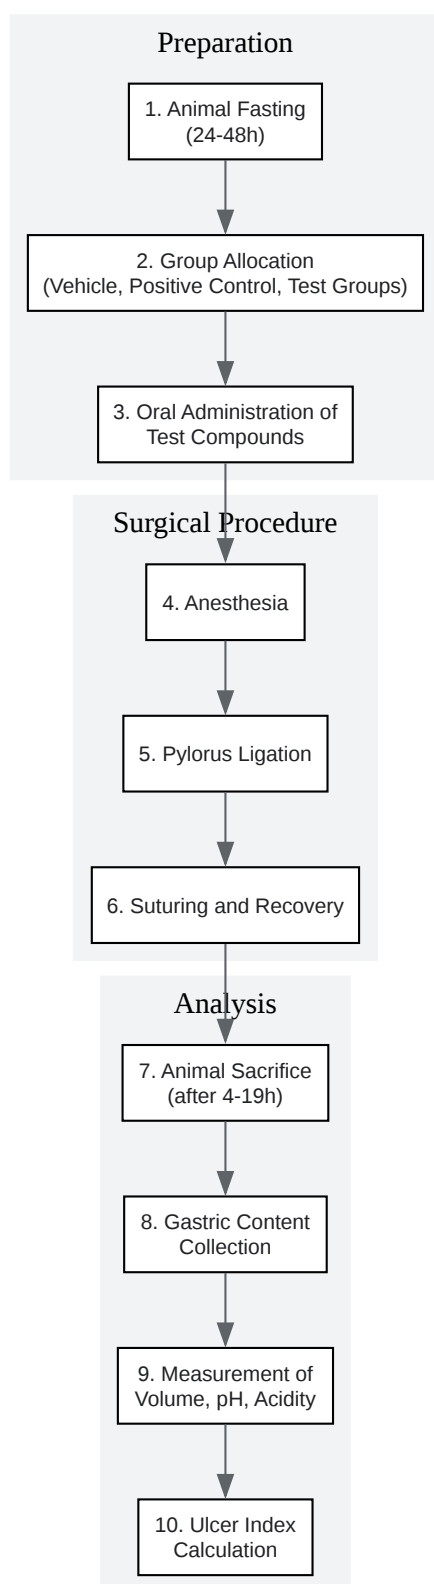 Preparation
1. Animal Fasting
(24-48h)
2. Group Allocation
(Vehicle, Positive Control, Test Groups)
3. Oral Administration of
Test Compounds
Surgical Procedure
4. Anesthesia
5. Pylorus Ligation
6. Suturing and Recovery
Analysis
7. Animal Sacrifice
(after 4-19h)
8. Gastric Content
Collection
9. Measurement of
Volume, pH, Acidity
10. Ulcer Index
Calculation